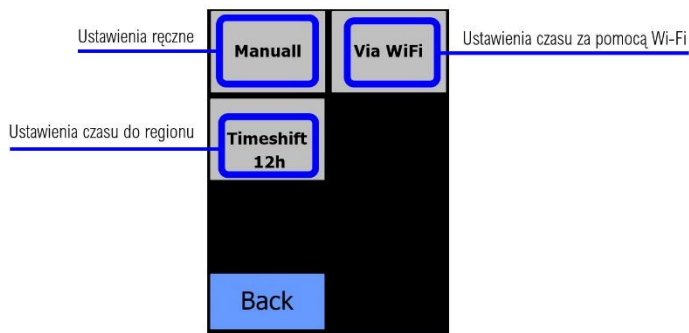 Ustawienia ręczne
Manuall
Via WiFi
Ustawienia czasu za pomocą Wi-Fi
Ustawienia czasu do regionu
Timeshift
12h
Back